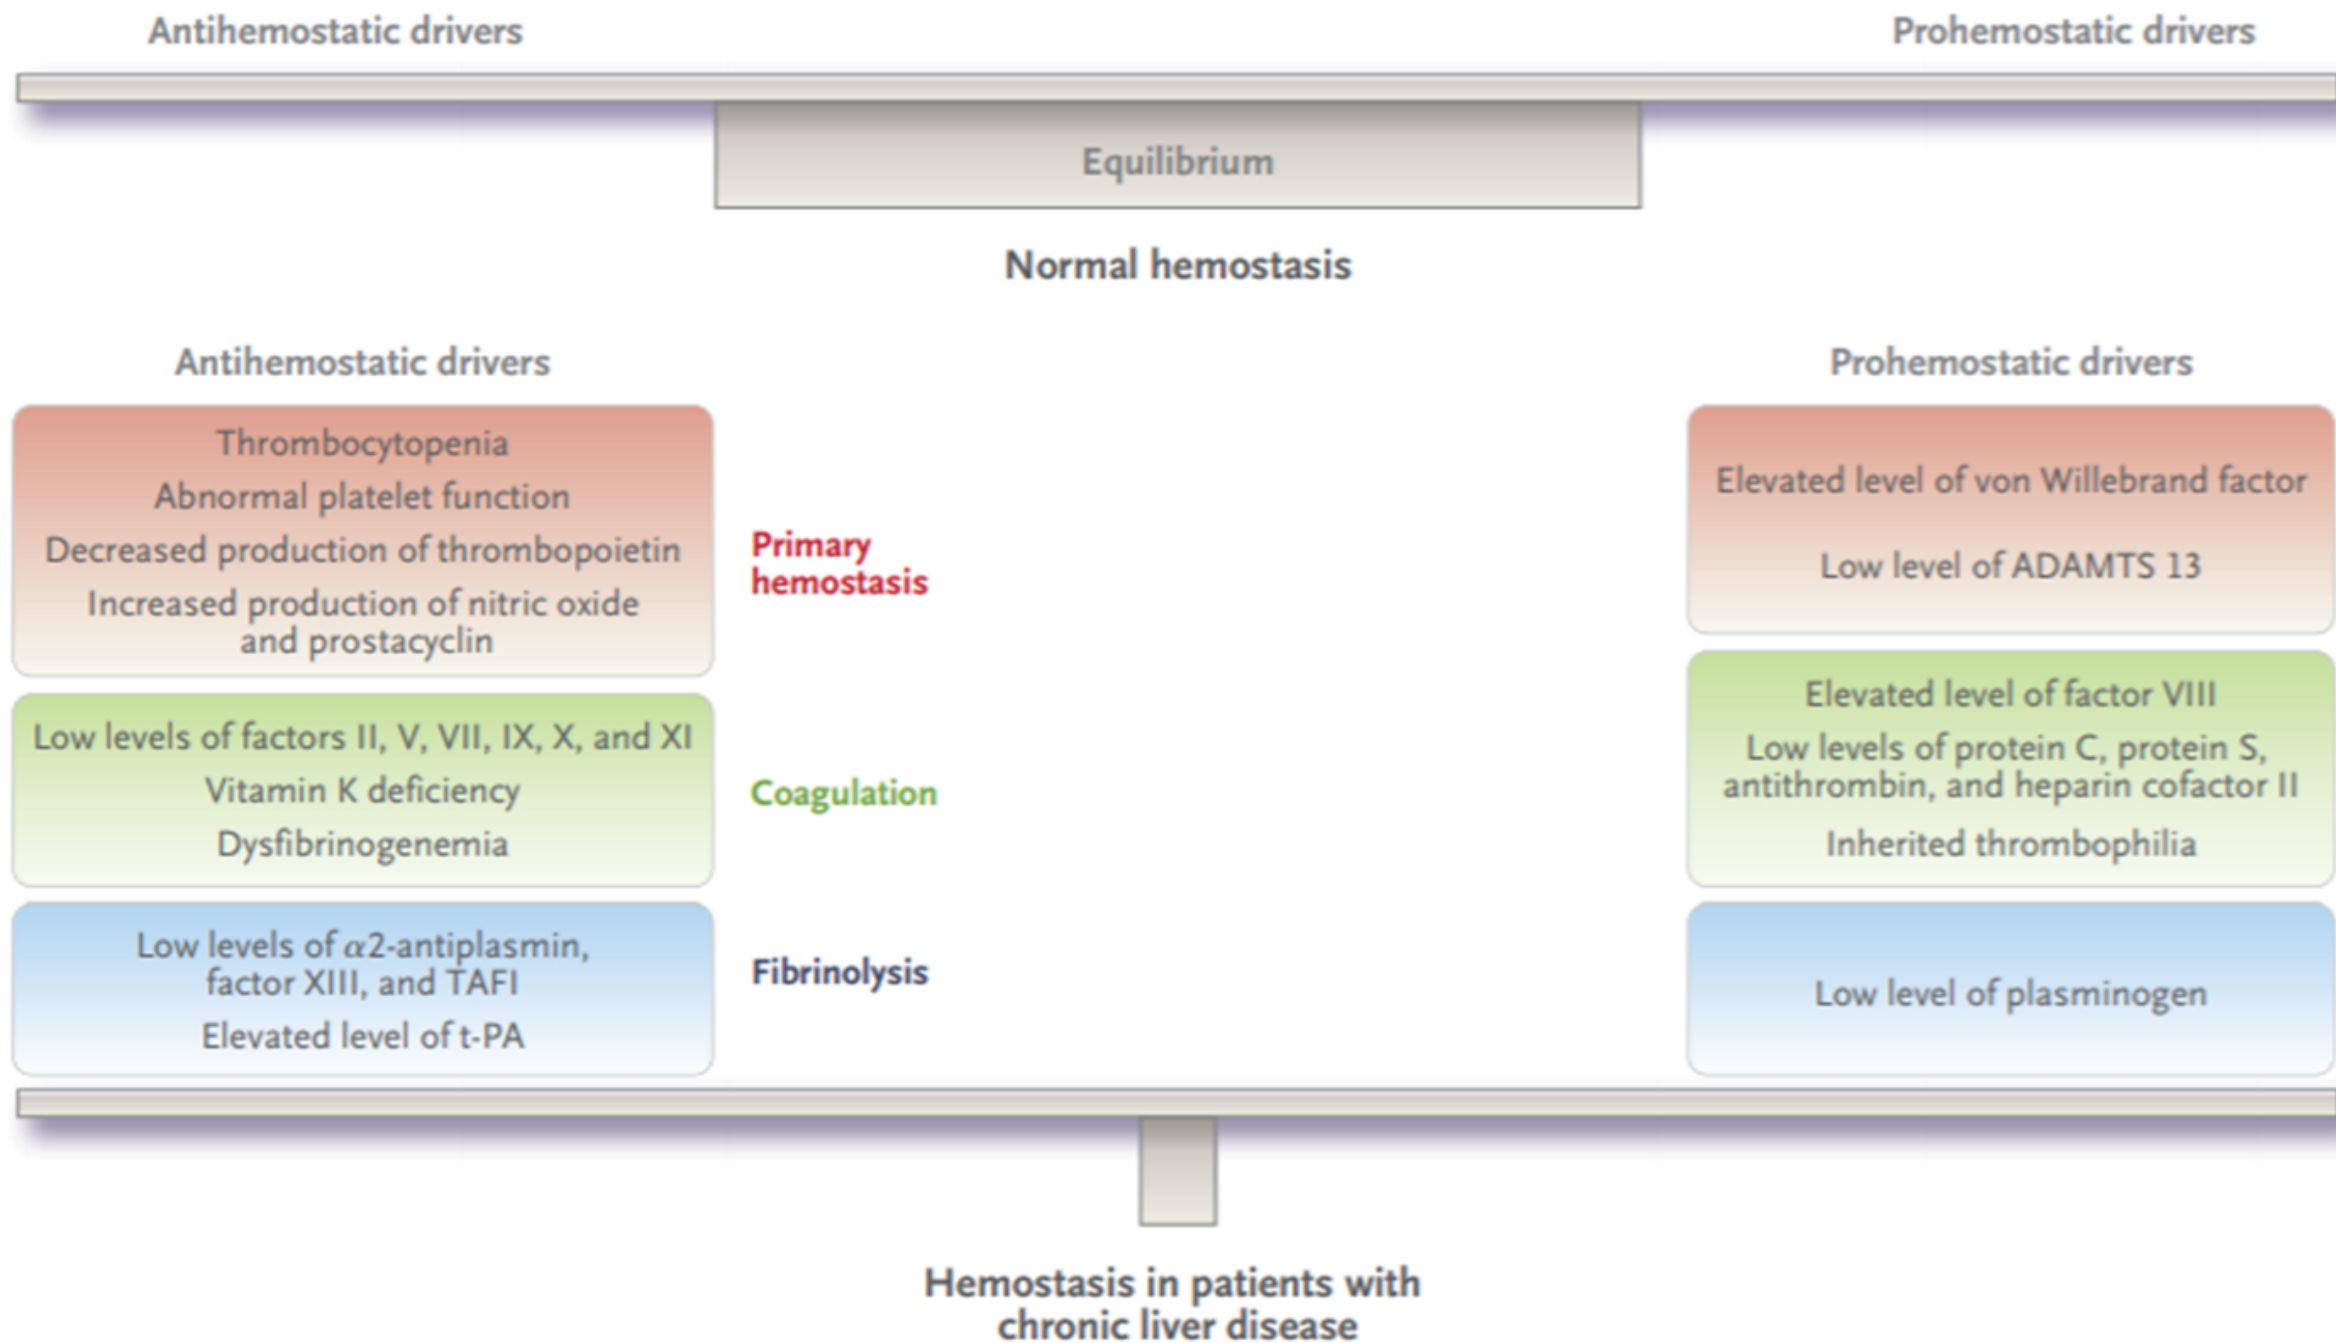 Antihemostatic drivers
Prohemostatic drivers
Equilibrium
Normal hemostasis
Antihemostatic drivers
Prohemostatic drivers
Thrombocytopenia
Abnormal platelet function
Decreased production of thrombopoietin
Increased production of nitric oxide
and prostacyclin
Primary
hemostasis
Elevated level of von Willebrand factor
Low level of ADAMTS 13
Low levels of factors II, V, VII, IX, X, and XI
Vitamin K deficiency
Dysfibrinogenemia
Coagulation
Elevated level of factor VIII
Low levels of protein C, protein S,
antithrombin, and heparin cofactor II
Inherited thrombophilia
Low levels of α2-antiplasmin,
factor XIII, and TAFI
Elevated level of t-PA
Fibrinolysis
Low level of plasminogen
Hemostasis in patients with
chronic liver disease